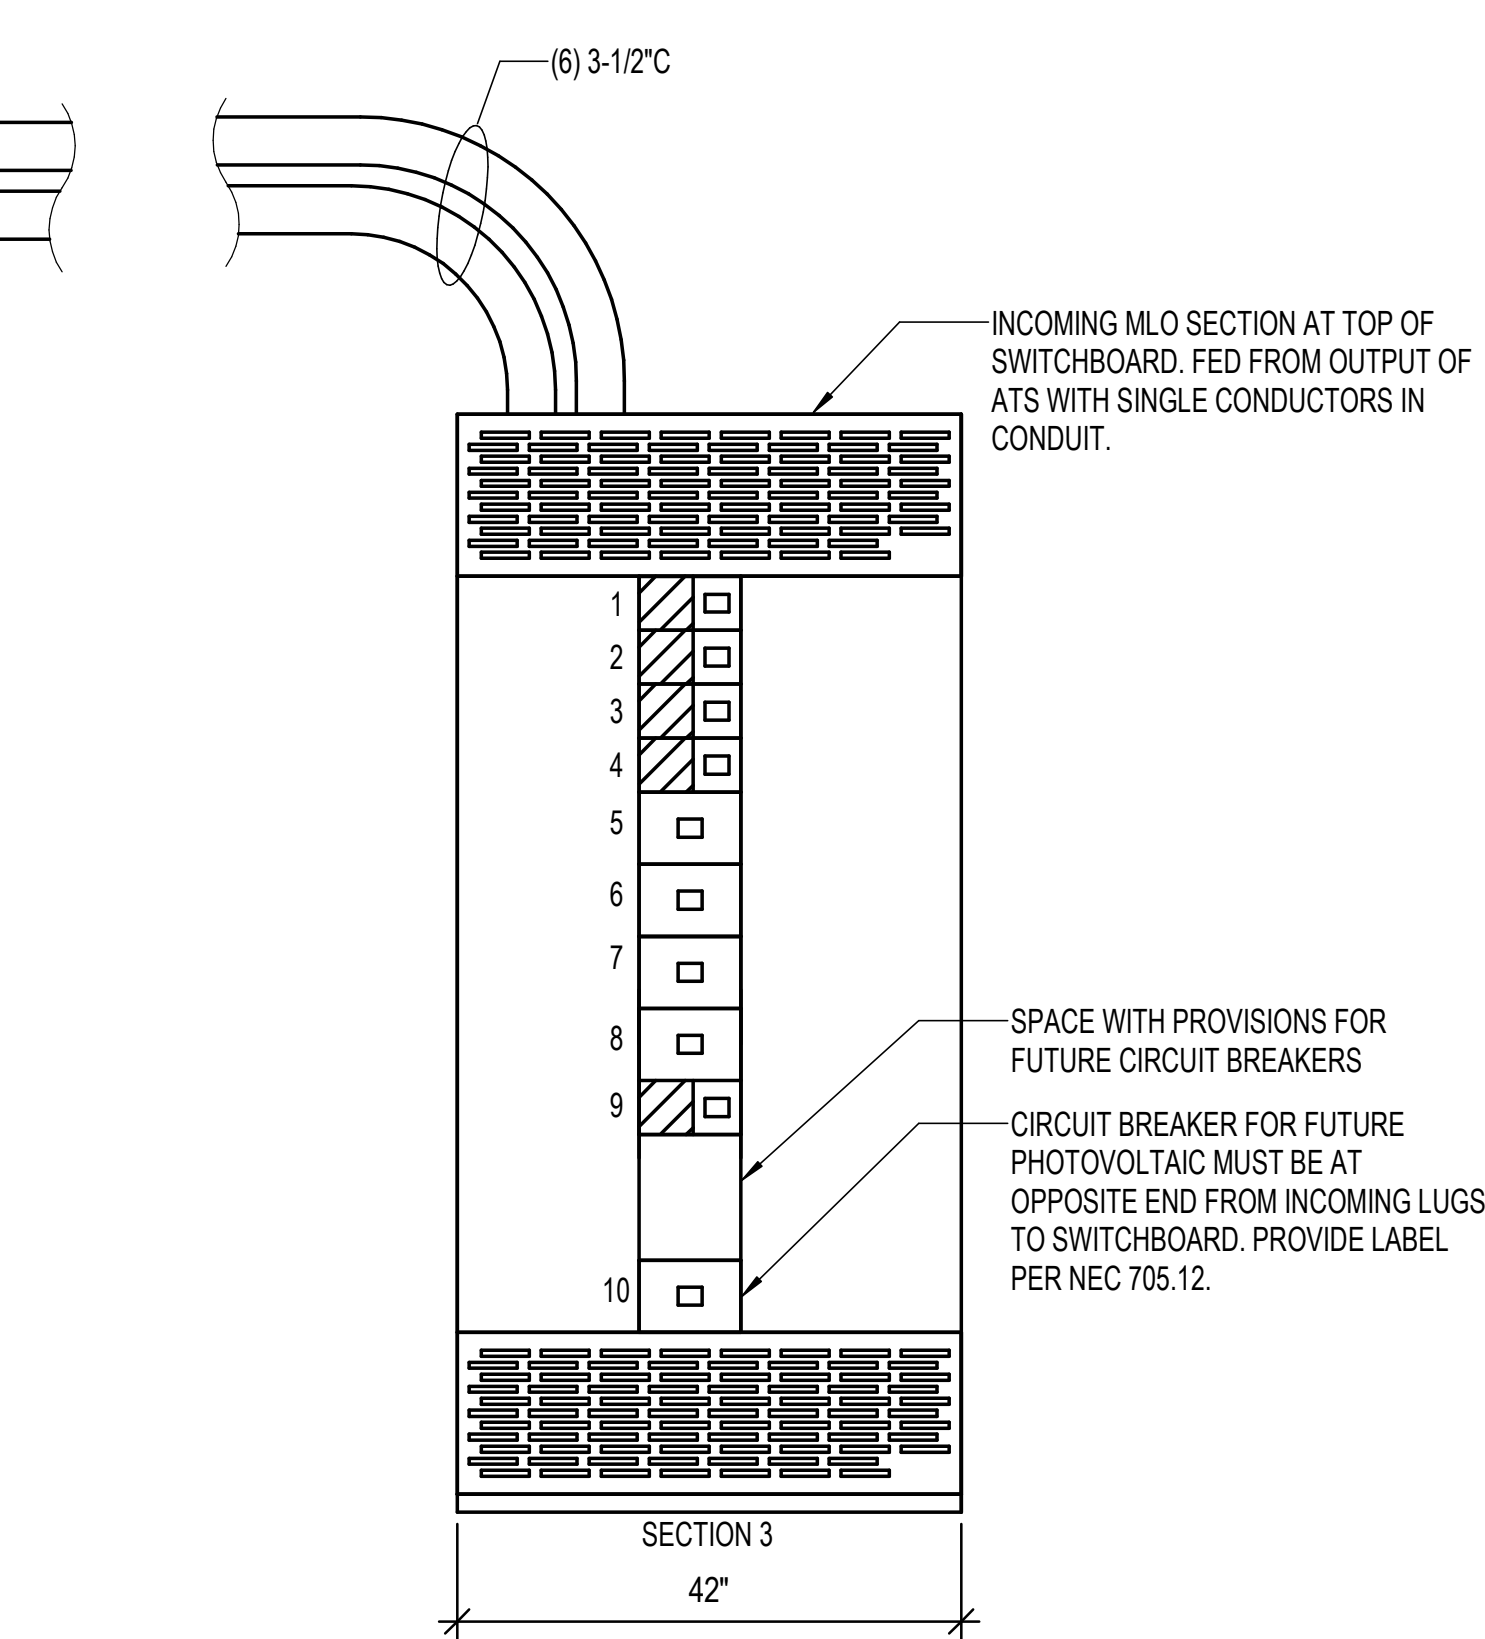 (6) 3-1/2"C
INCOMING MLO SECTION AT TOP OF
SWITCHBOARD. FED FROM OUTPUT OF
ATS WITH SINGLE CONDUCTORS IN
CONDUIT.
1
2
3
4
5
6
7
8
9
10
SPACE WITH PROVISIONS FOR
FUTURE CIRCUIT BREAKERS
CIRCUIT BREAKER FOR FUTURE
PHOTOVOLTAIC MUST BE AT
OPPOSITE END FROM INCOMING LUGS
TO SWITCHBOARD. PROVIDE LABEL
PER NEC 705.12.
SECTION 3
42"